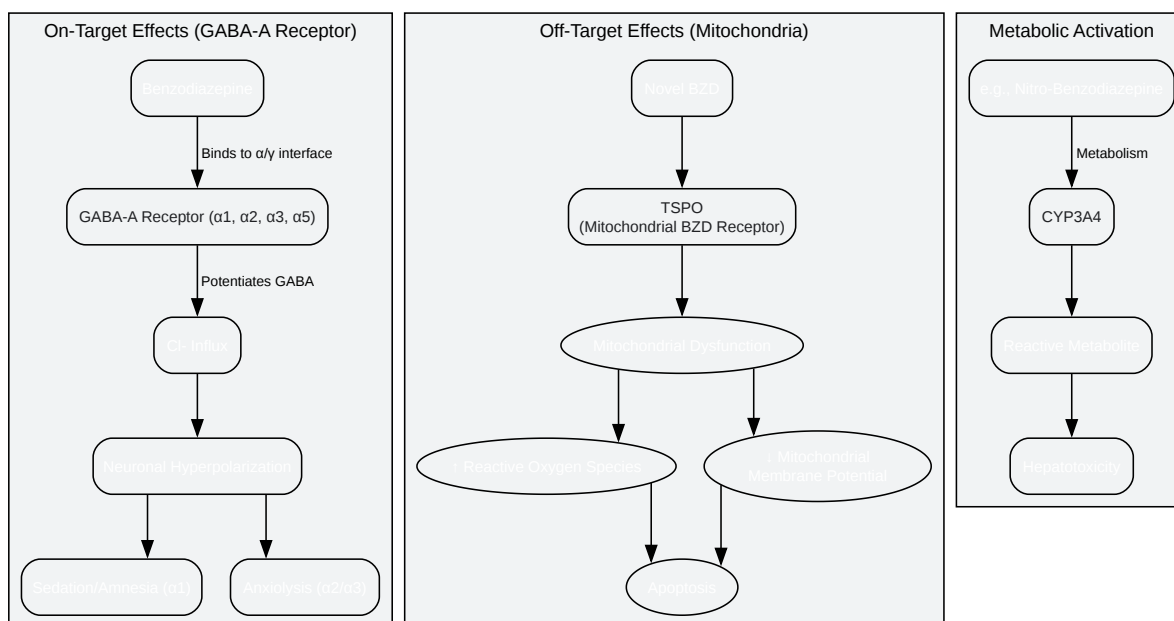 On-Target Effects (GABA-A Receptor)
Benzodiazepine
Binds to α/γ interface
GABA-A Receptor (α1, α2, α3, α5)
Potentiates GABA
Cl- Influx
Neuronal Hyperpolarization
Sedation/Amnesia (α1)
Anxiolysis (α2/α3)
Off-Target Effects (Mitochondria)
Novel BZD
TSPO
(Mitochondrial BZD Receptor)
Mitochondrial Dysfunction
↑ Reactive Oxygen Species
↓ Mitochondrial
Membrane Potential
Apoptosis
Metabolic Activation
e.g., Nitro-Benzodiazepine
Metabolism
CYP3A4
Reactive Metabolite
Hepatotoxicity